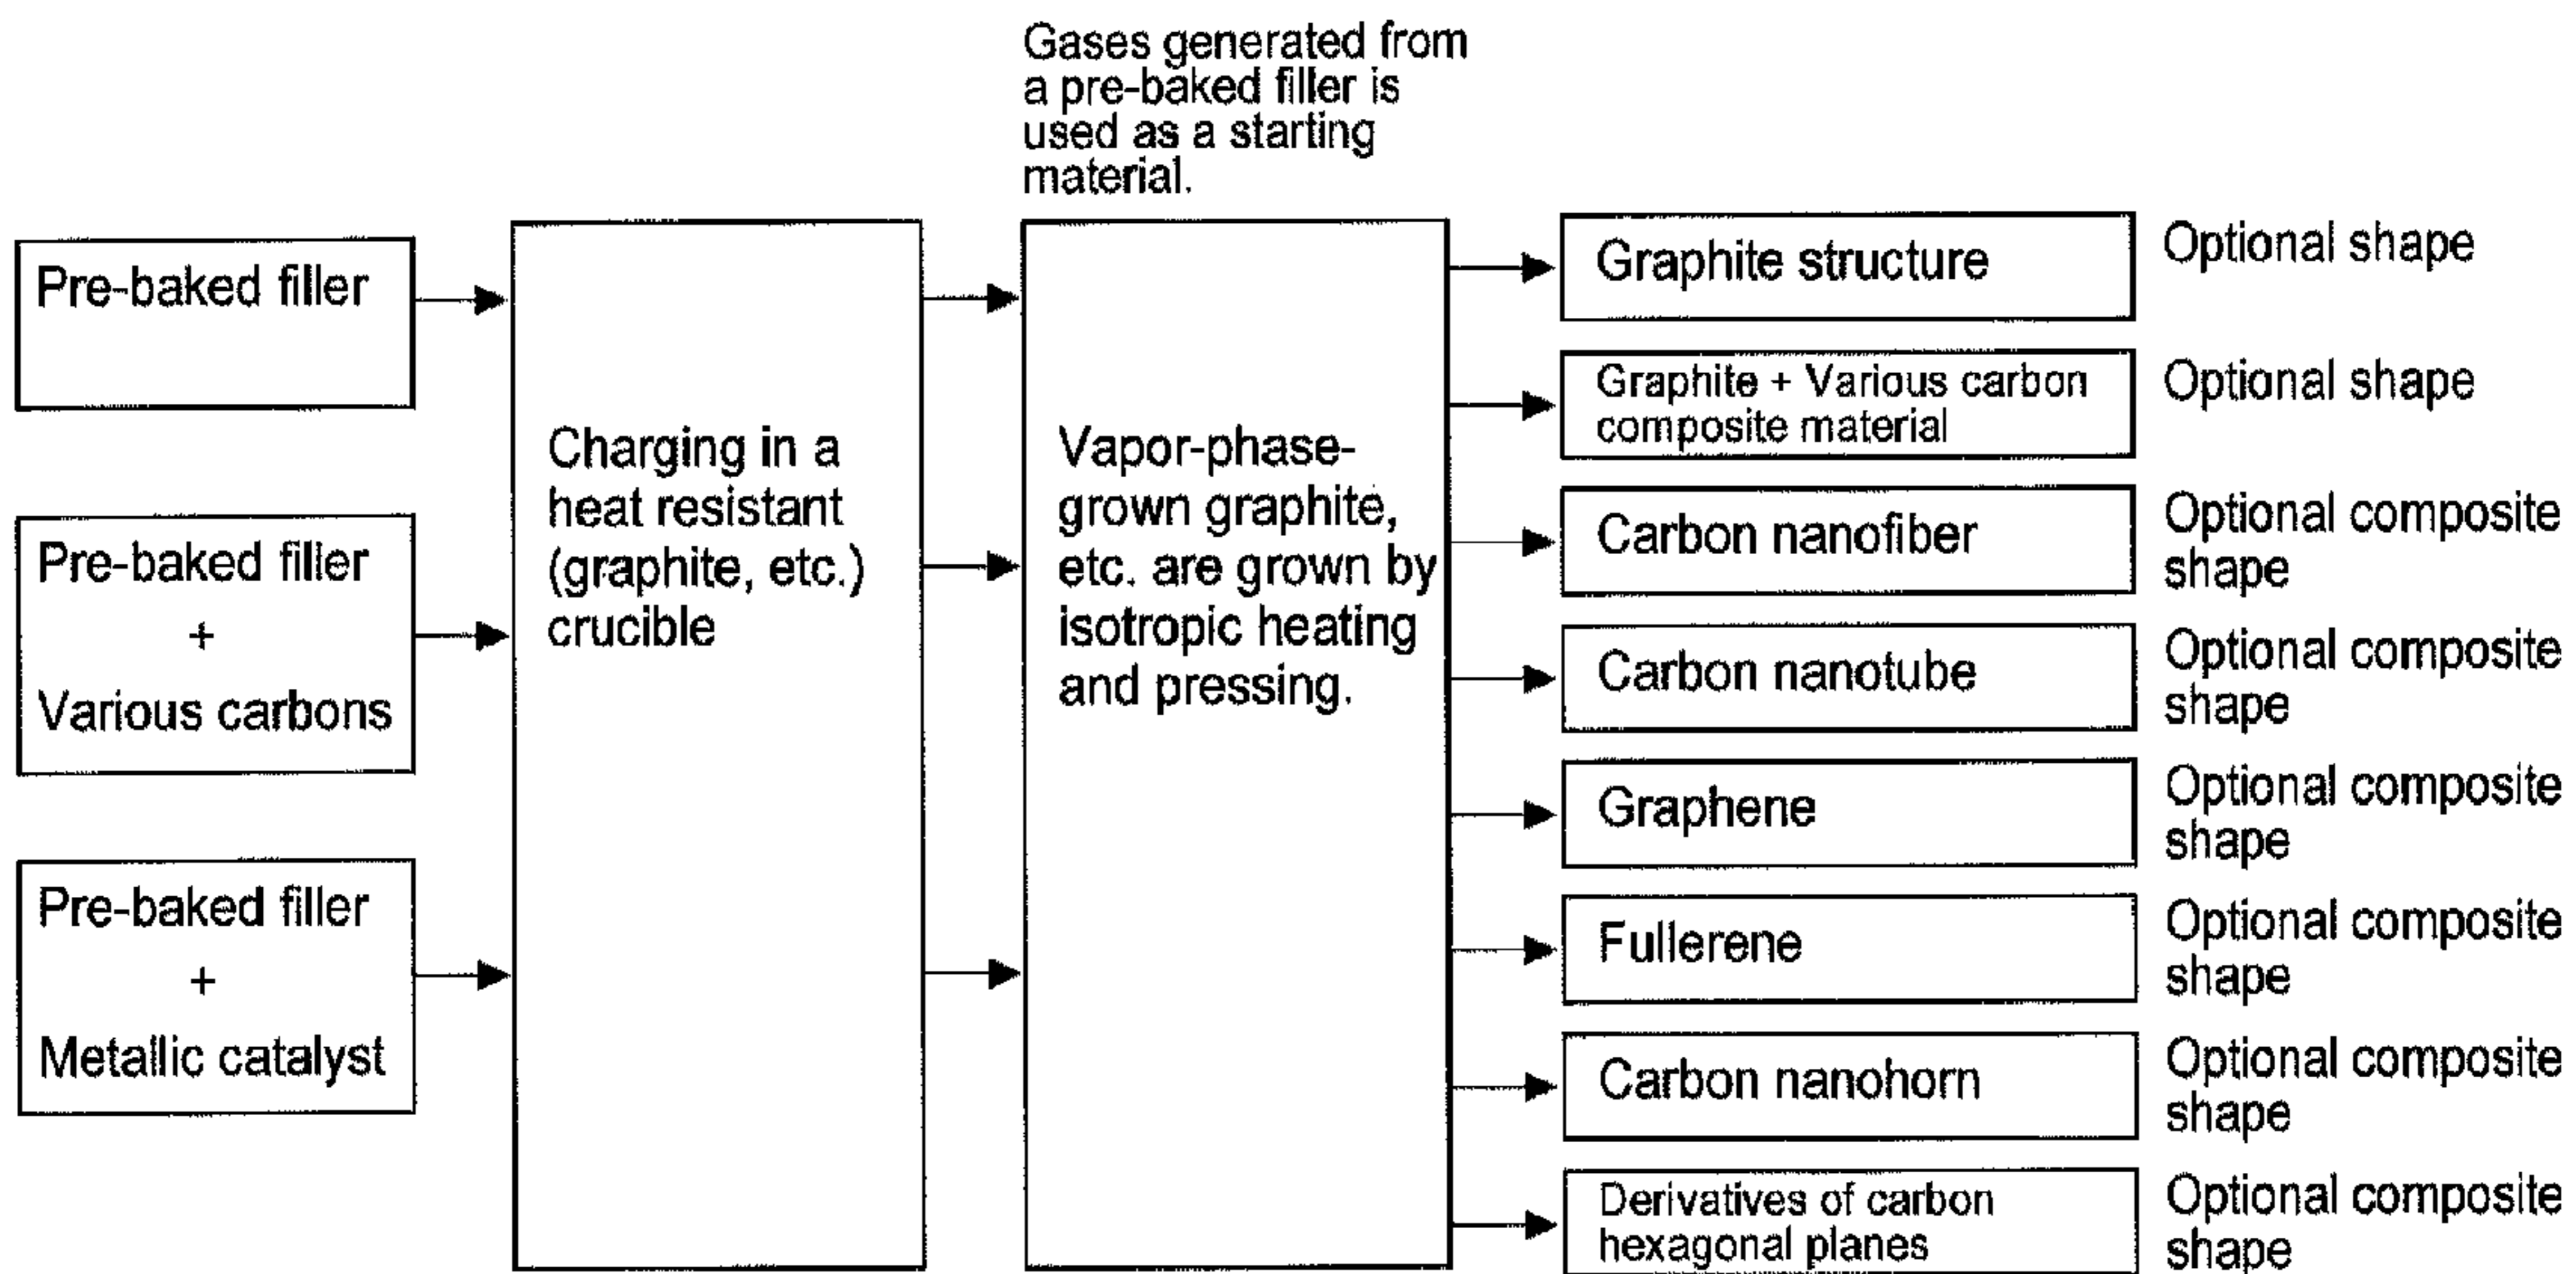 Gases generated from
a pre-baked filler is
used as a starting
material.
Pre-baked filler
Pre-baked filler
+
Various carbons
Pre-baked filler
+
Metallic catalyst
Charging in a
heat resistant
(graphite, etc.)
crucible
Vapor-phase-
grown graphite,
etc. are grown by
isotropic heating
and pressing.
Graphite structure
Optional shape
Graphite + Various carbon
composite material
Optional shape
Carbon nanofiber
Optional composite
shape
Carbon nanotube
Optional composite
shape
Graphene
Optional composite
shape
Fullerene
Optional composite
shape
Carbon nanohorn
Optional composite
shape
Derivatives of carbon
hexagonal planes
Optional composite
shape